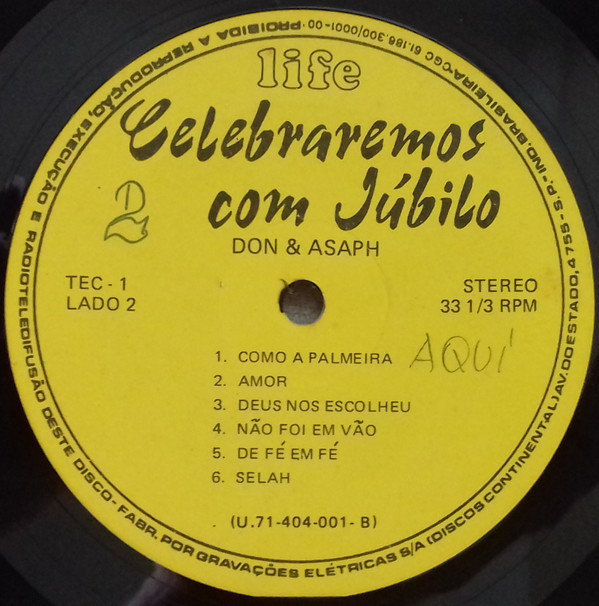 life
Celebraremos
com Júbilo
DON & ASAPH
TEC - 1
LADO 2
STEREO
33 1/3 RPM
1. COMO A PALMEIRA
AQUÍ
2. AMOR
3. DEUS NOS ESCOLHEU
4. NÃO FOI EM VÃO
5. DE FÉ EM FÉ
6. SELAH
. (U.71-404-001- B)
PROIBIDA A REPRODUÇÃO, EXECUÇÃO E RADIOTELEDIFUSÃO DESTE DISCO - FABR. POR GRAVAÇÕES ELÉTRICAS S/A (DISCOS CONTINENTAL) AV. DO ESTADO, 4755 - S.P. - IND. BRASILEIRA - CGC 61.186.300/0001-00 -